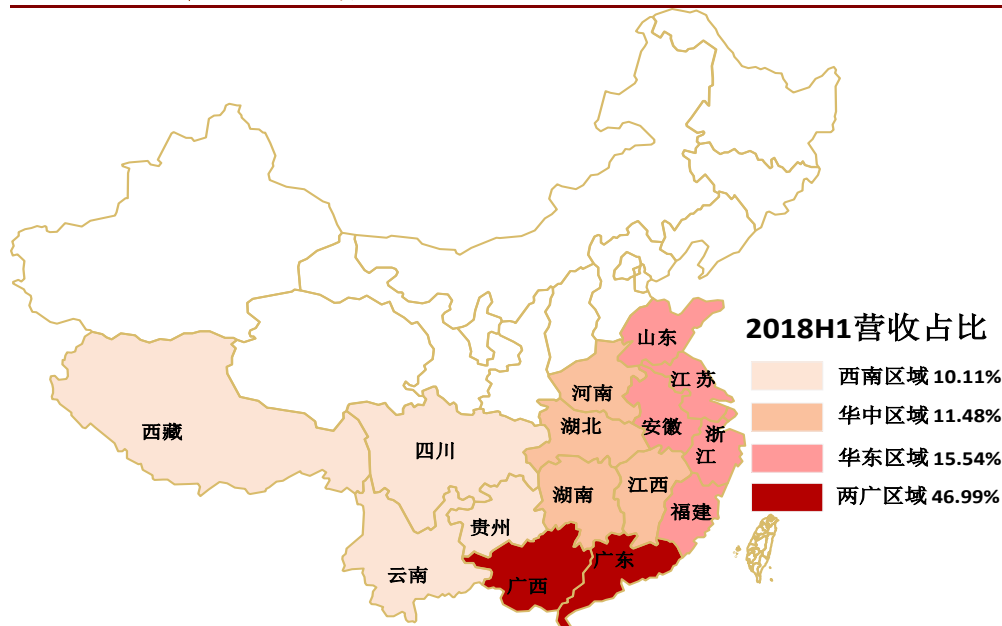 山东
2018H1营收占比
江苏
西南区域 10.11%
河南
华中区域 11.48%
湖北
安徽
浙江
西藏
四川
华东区域 15.54%
湖南
江西
两广区域 46.99%
贵州
福建
广东
云南
广西